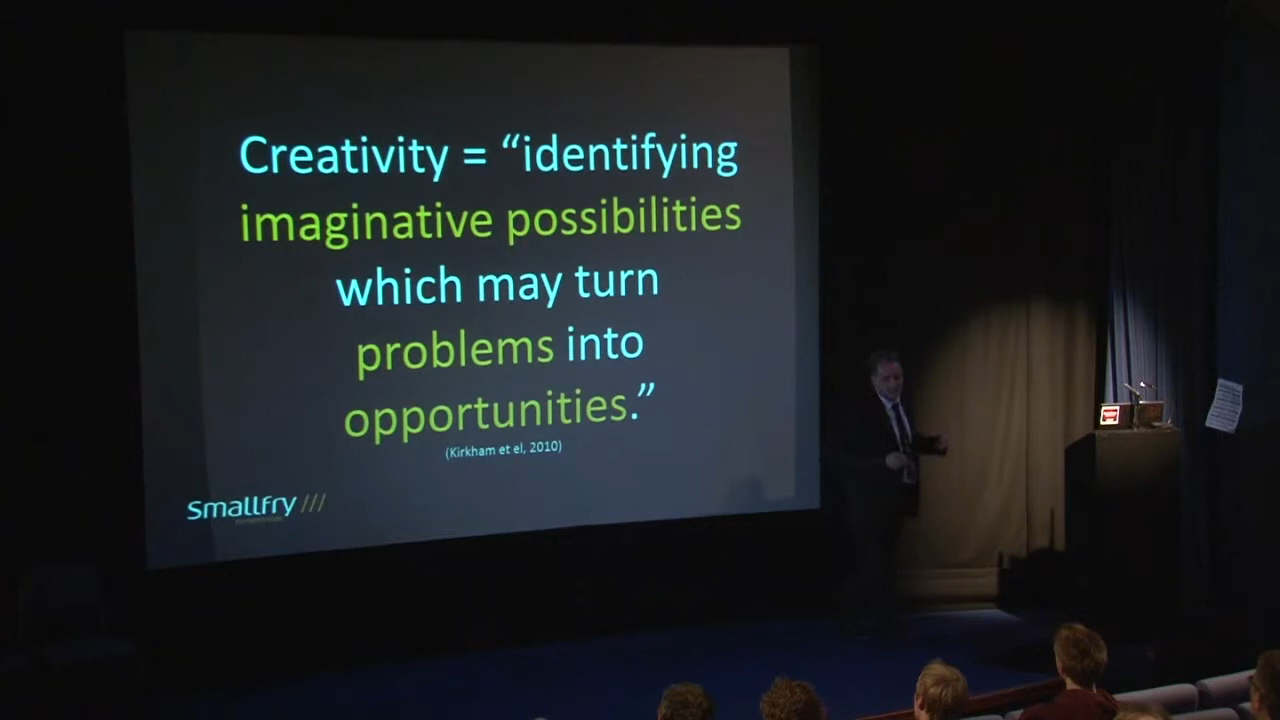 Creativity = “identifying
imaginative possibilities
which may turn
problems into
opportunities.”
(Kirkham et el, 2010)
Smallfry ///